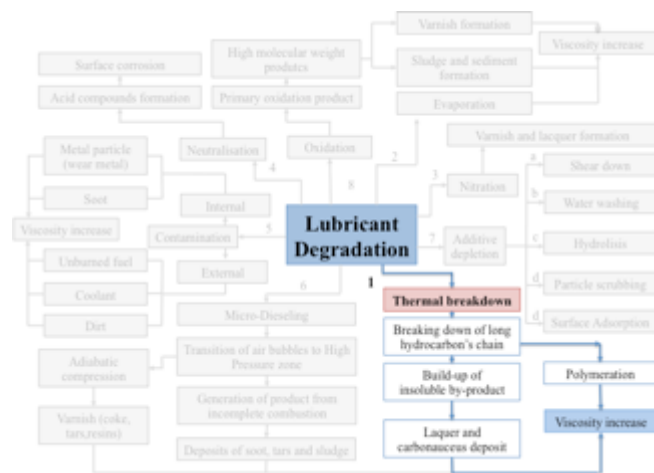 High molecular weight
produtcs
Varnish formation
Viscosity increase
Surface corrosion
Sludge and sediment
formation
Acid compounds formation
Primary oxidation product
Evaporation
Varnish and lacquer formation
Metal particle
(wear metal)
Neutralisation
Oxidation
2
a
Shear down
4
8
3
Nitration
Soot
Internal
b
Water washing
Viscosity increase
Contamination
5
Lubricant
Degradation
7
Additive
depletion
c
Hydrolisis
Unburned fuel
External
6
1
Coolant
d
Particle scrubbing
Thermal breakdown
Diet
Micro-Dieseling
d
Surface Adsorption
Breaking down of long
hydrocarbon's chain
Adiabatic
compression
Transition of air bubbles to High
Pressure zone
Build-up of
insoluble by-product
Polymeration
Generation of product from
incomplete combustion
Varnish (coke,
tars,resins)
Viscosity increase
Laquer and
carbonauceus deposit
Deposits of soot, tars and sludge